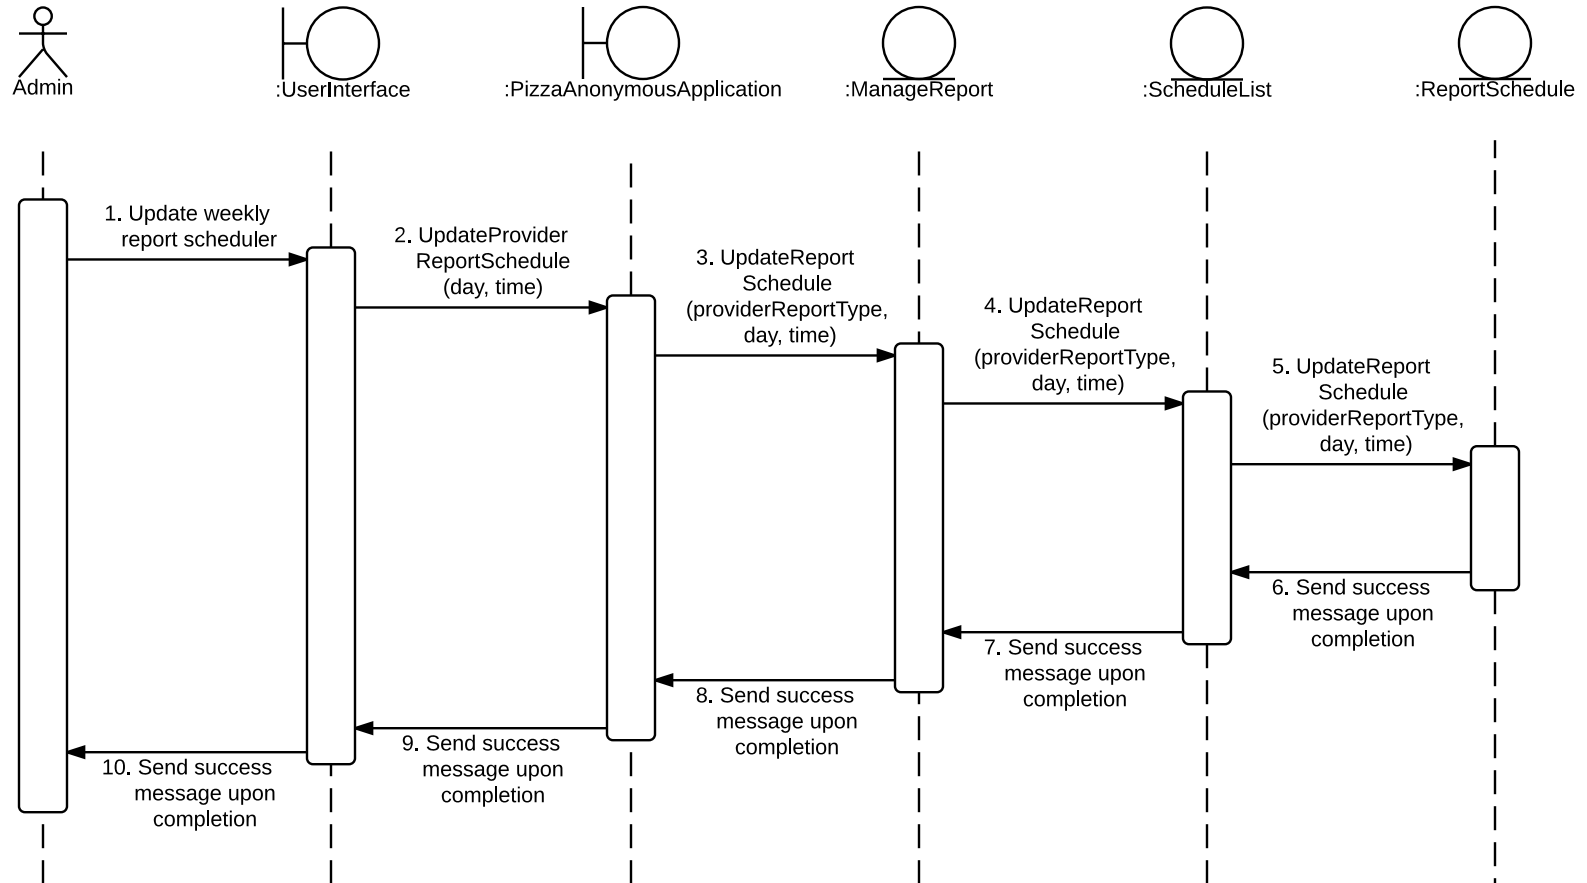 Admin
:UserInterface
:PizzaAnonymousApplication
:ManageReport
:ScheduleList
:ReportSchedule
1. Update weekly
report scheduler
2. UpdateProvider
ReportSchedule
(day, time)
3. UpdateReport
Schedule
(providerReportType,
day, time)
4. UpdateReport
Schedule
(providerReportType,
day, time)
5. UpdateReport
Schedule
(providerReportType,
day, time)
6. Send success
message upon
completion
7. Send success
message upon
completion
8. Send success
message upon
completion
9. Send success
message upon
completion
10. Send success
message upon
completion